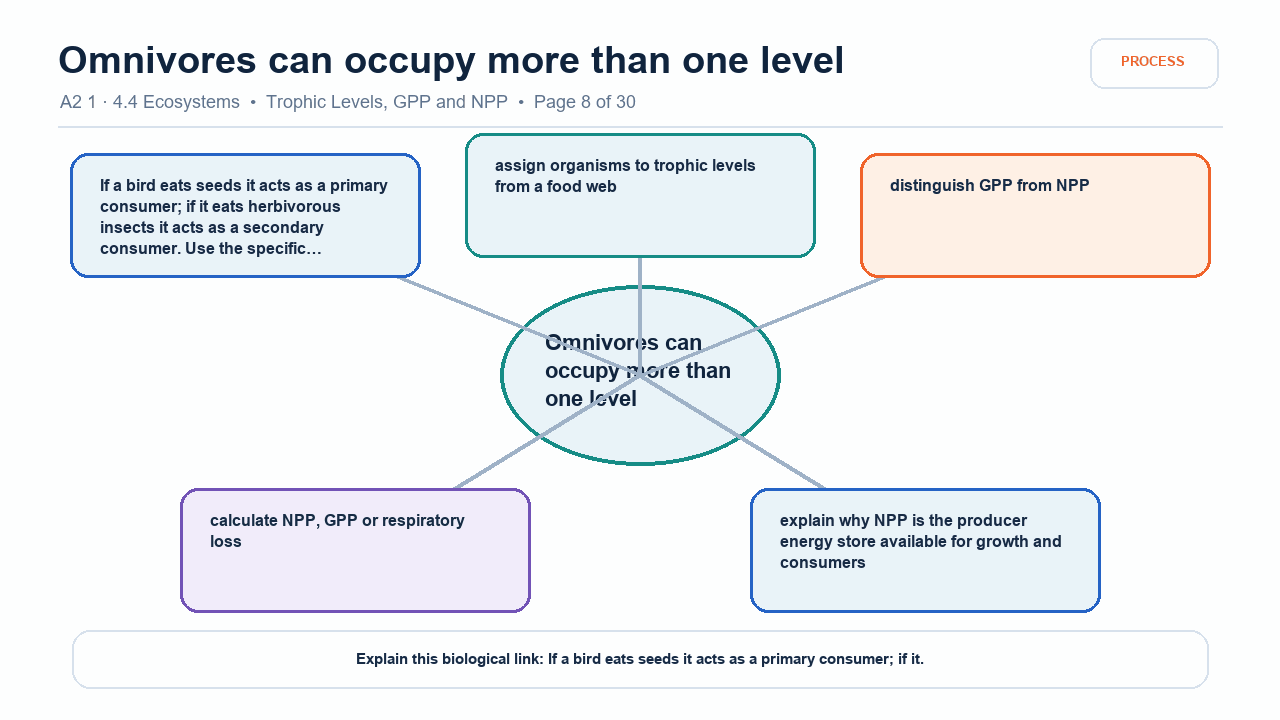 Omnivores can occupy more than one level
PROCESS
A2 1 · 4.4 Ecosystems • Trophic Levels, GPP and NPP • Page 8 of 30
If a bird eats seeds it acts as a primary
consumer; if it eats herbivorous
insects it acts as a secondary
consumer. Use the specific…
assign organisms to trophic levels
from a food web
distinguish GPP from NPP
Omnivores can
occupy more than
one level
calculate NPP, GPP or respiratory
loss
explain why NPP is the producer
energy store available for growth and
consumers
Explain this biological link: If a bird eats seeds it acts as a primary consumer; if it.